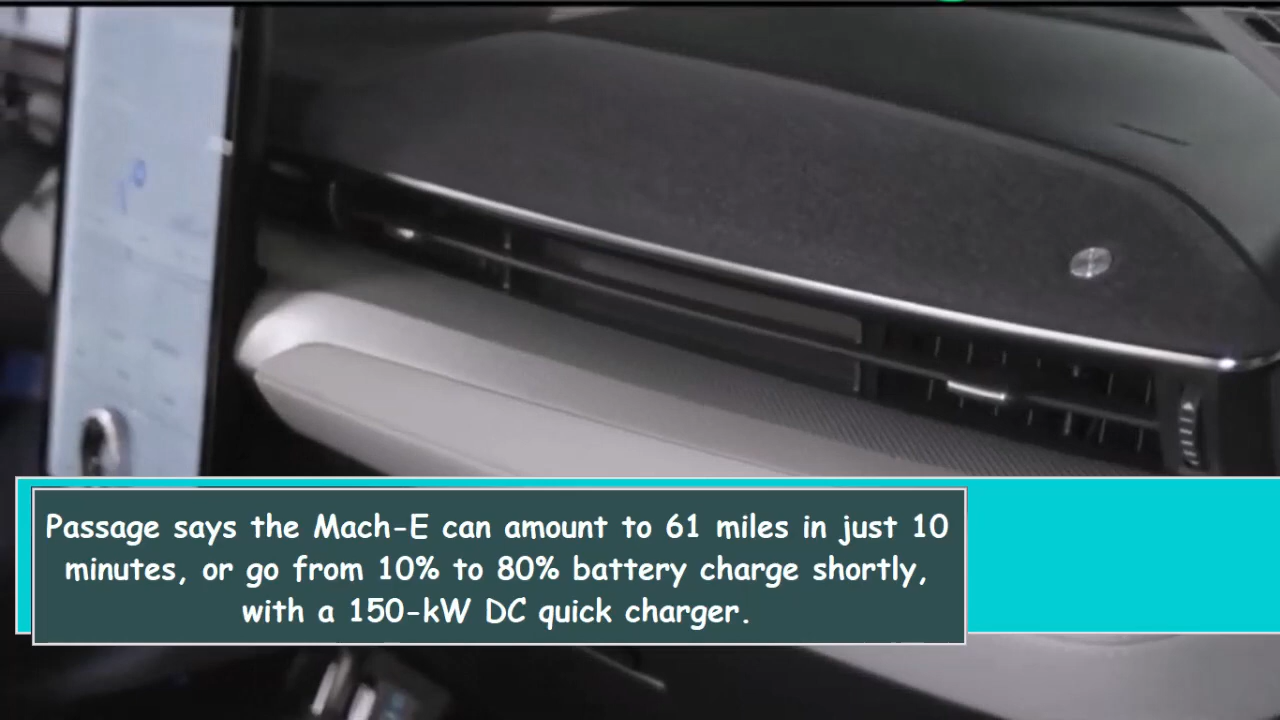 Passage says the Mach-E can amount to 61 miles in just 10
minutes, or go from 10% to 80% battery charge shortly,
with a 150-kW DC quick charger.